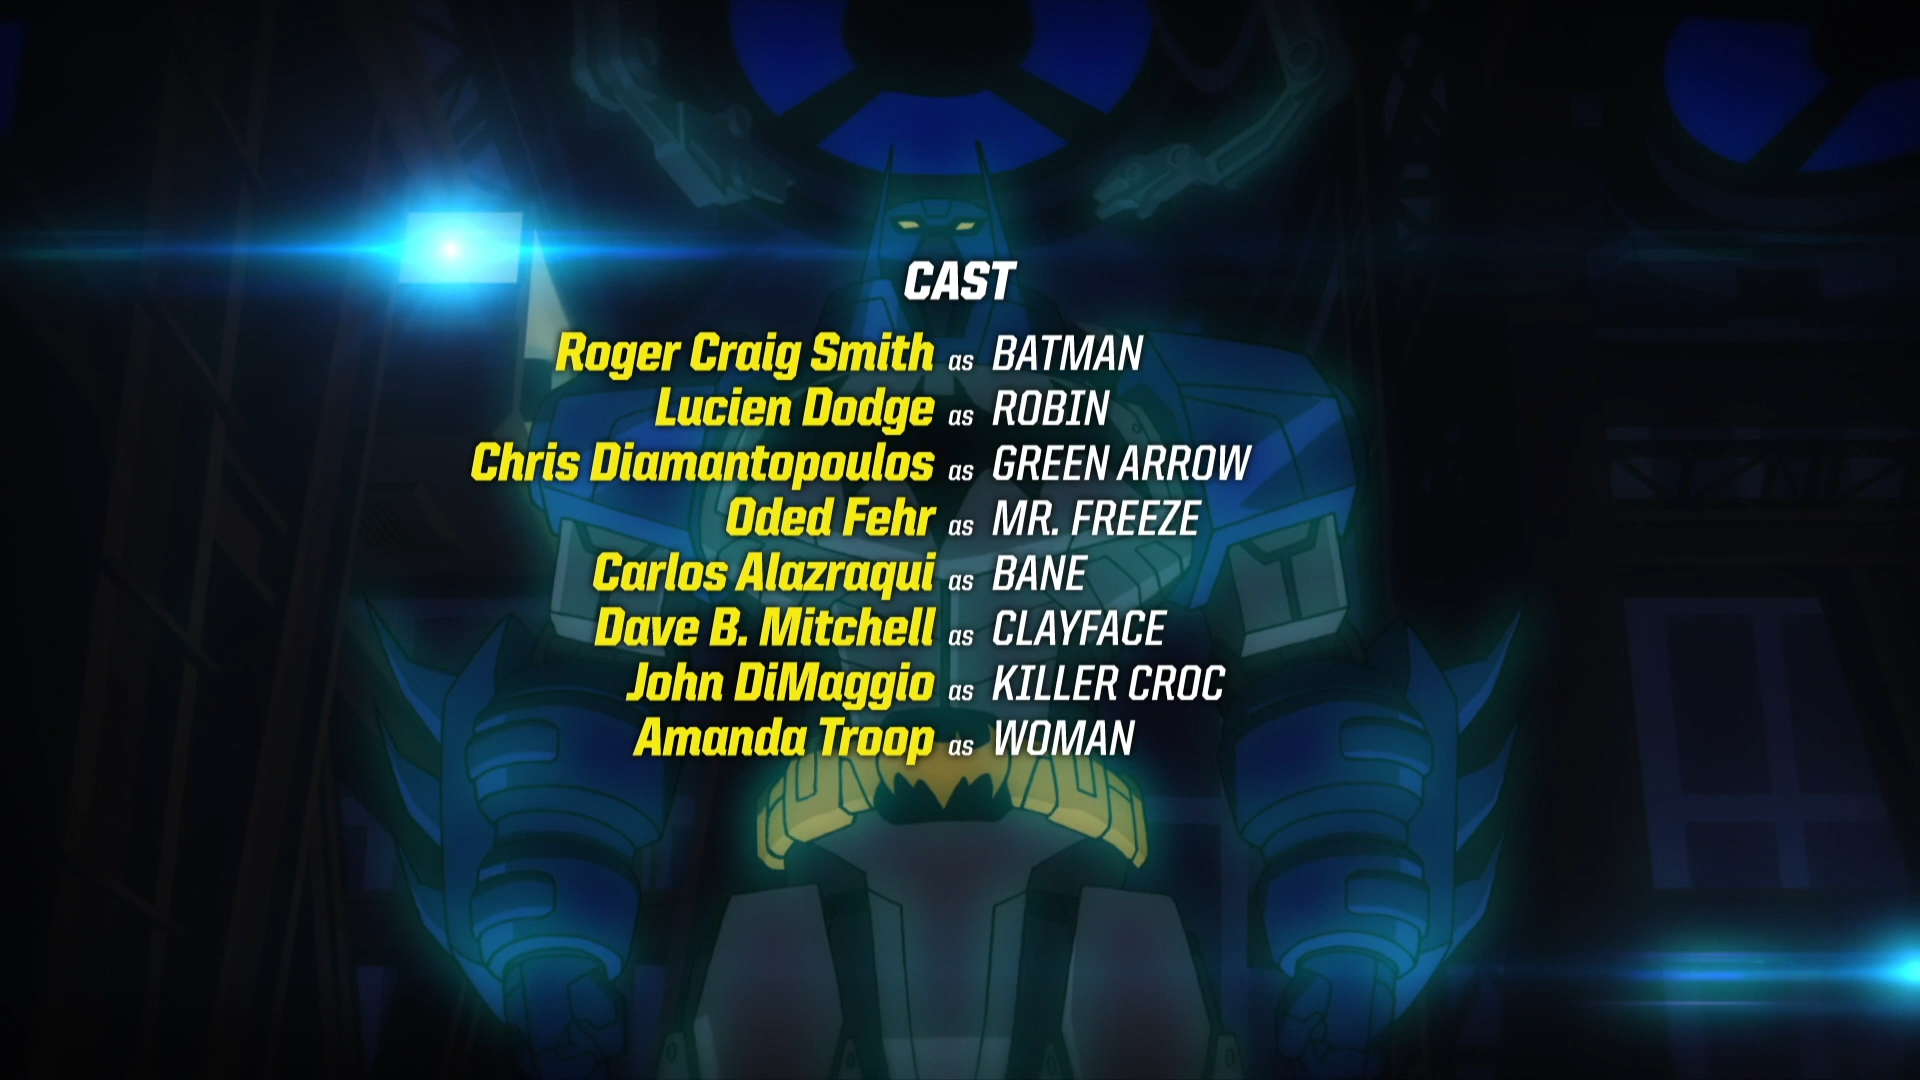 CAST
Roger Craig Smith as BATMAN
Lucien Dodge as ROBIN
Chris Diamantopoulos as GREEN ARROW
Oded Fehr as MR. FREEZE
Carlos Alazraqui as BANE
Dave B. Mitchell as CLAYFACE
John DiMaggio as KILLER CROC
Amanda Troop as WOMAN